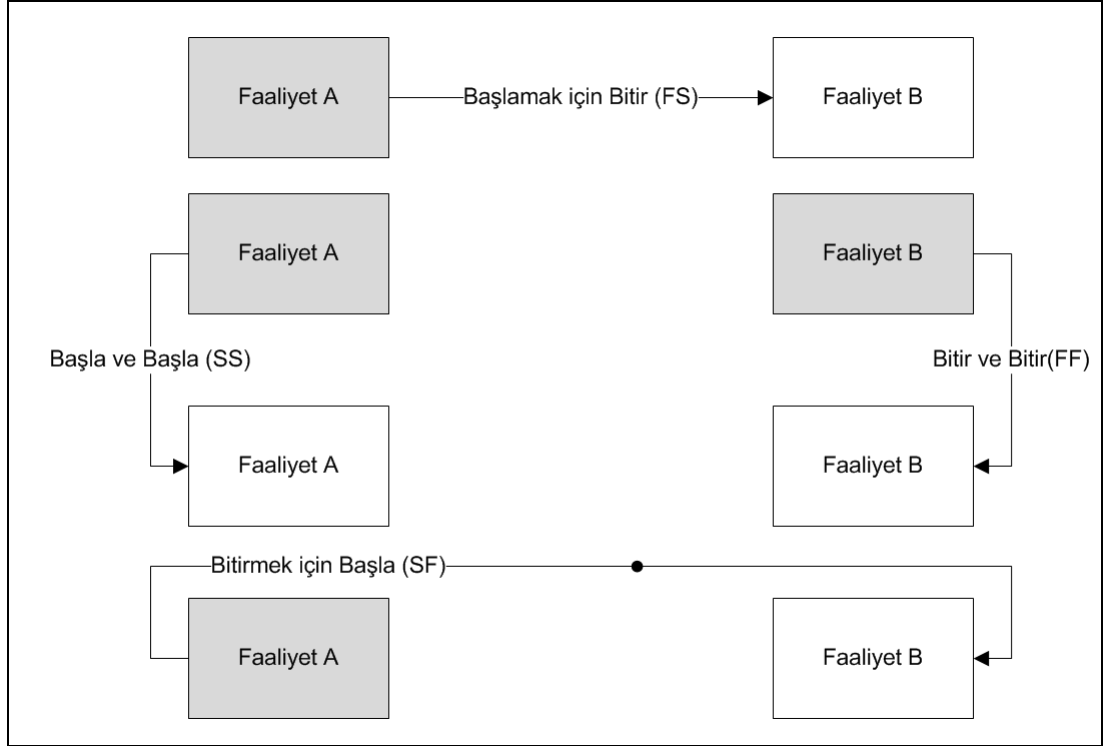 Faaliyet A
Başlamak için Bitir (FS)
Faaliyet B
Faaliyet A
Faaliyet B
Başla ve Başla (SS)
Bitir ve Bitir(FF)
Faaliyet A
Faaliyet B
Bitirmek için Başla (SF)
Faaliyet A
Faaliyet B